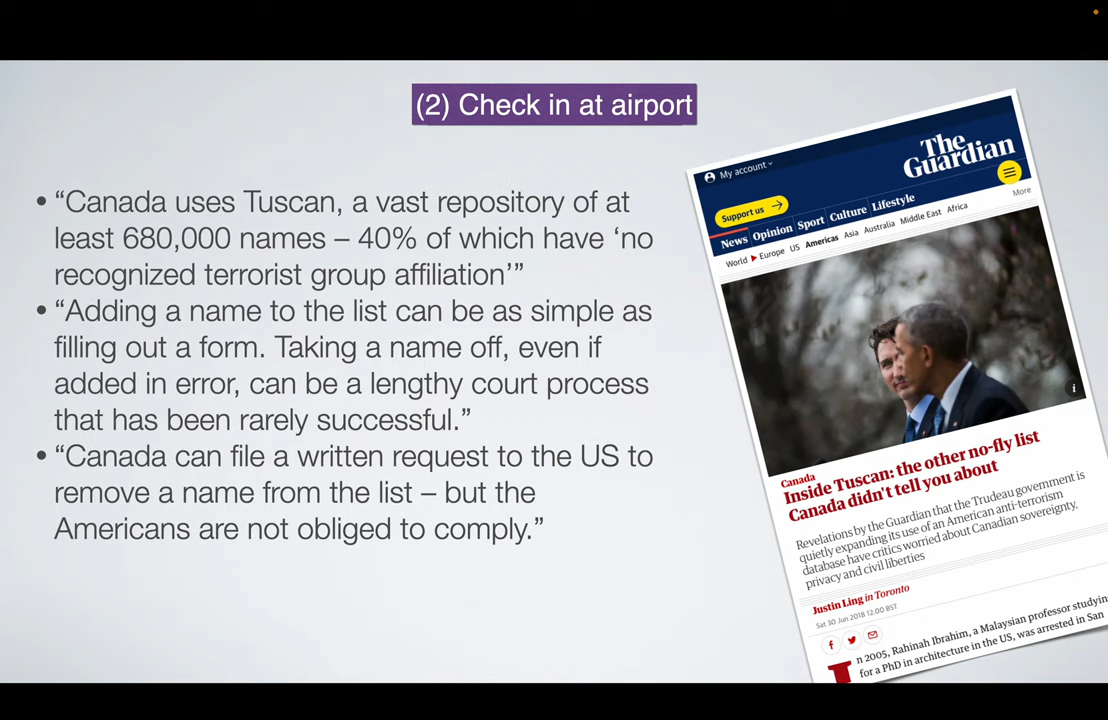 (2) Check in at airport
• “Canada uses Tuscan, a vast repository of at
least 680,000 names – 40% of which have ‘no
recognized terrorist group affiliation’”
• “Adding a name to the list can be as simple as
filling out a form. Taking a name off, even if
added in error, can be a lengthy court process
that has been rarely successful.”
• “Canada can file a written request to the US to
remove a name from the list – but the
Americans are not obliged to comply.”
My account
The
Guardian
Support us
News Opinion Sport Culture Lifestyle
More
World Europe US Americas Asia Australia Middle East Africa
Canada
Inside Tuscan: the other no-fly list
Canada didn't tell you about
Revelations by the Guardian that the Trudeau government is
quietly expanding its use of an American anti-terrorism
database have critics worried about Canadian sovereignty,
privacy and civil liberties
Justin Ling in Toronto
Sat 30 Jun 2018 12.00 BST
In 2005, Rahinah Ibrahim, a Malaysian professor studyin
for a PhD in architecture in the US, was arrested in San